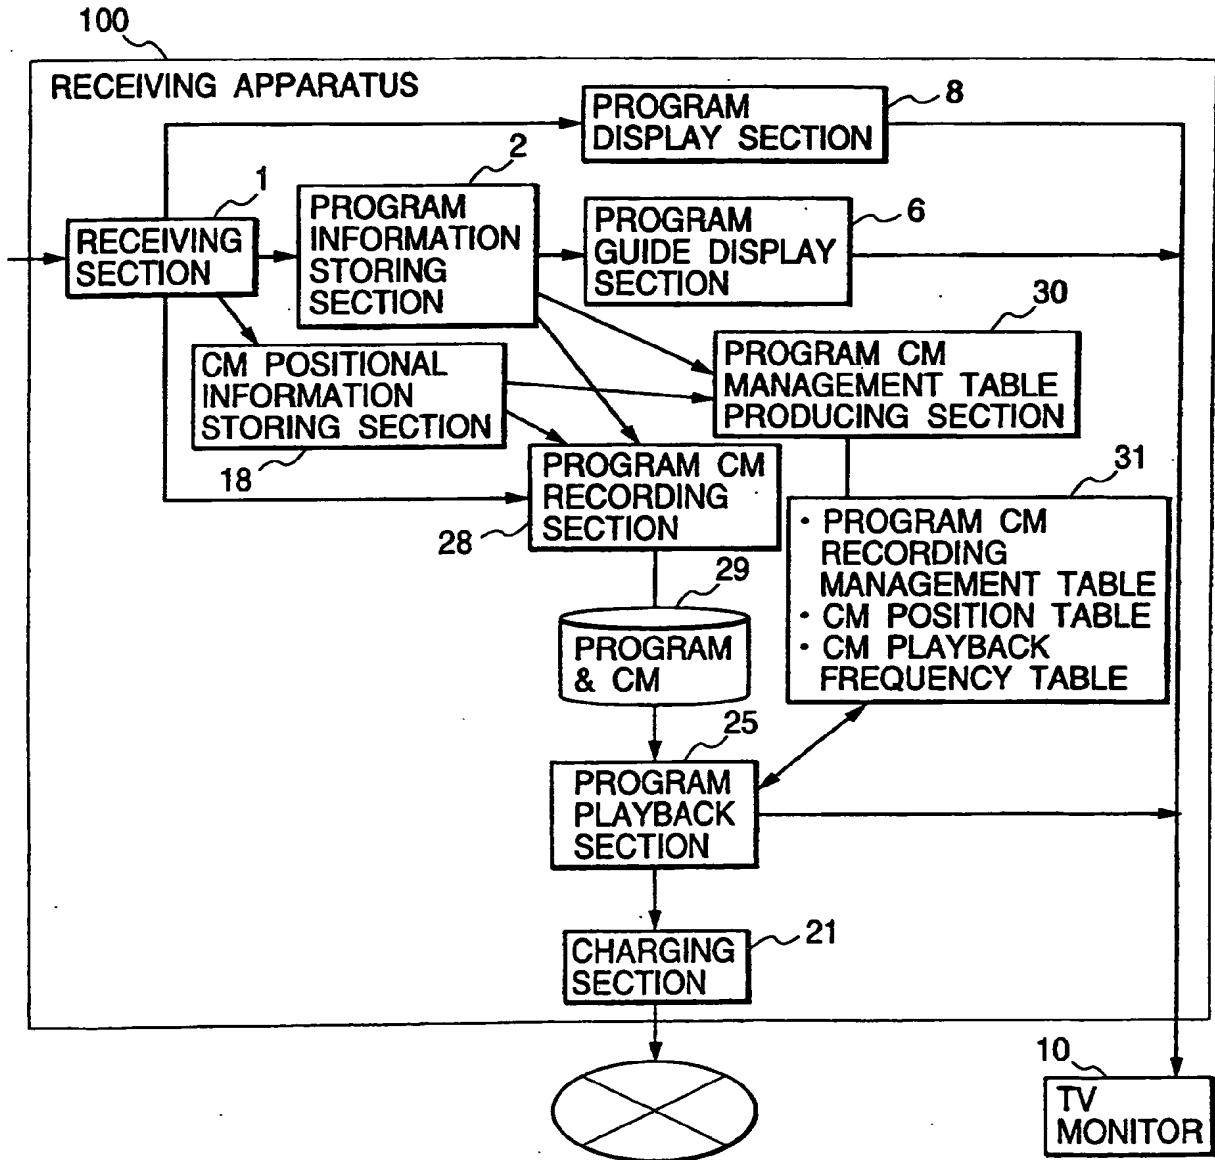 100
RECEIVING APPARATUS
PROGRAM
DISPLAY SECTION
8
2
1
PROGRAM
INFORMATION
STORING
SECTION
PROGRAM
GUIDE DISPLAY
SECTION
6
RECEIVING
SECTION
30
CM POSITIONAL
INFORMATION
STORING SECTION
18
PROGRAM CM
MANAGEMENT TABLE
PRODUCING SECTION
PROGRAM CM
RECORDING
SECTION
28
31
· PROGRAM CM
RECORDING
MANAGEMENT TABLE
· CM POSITION TABLE
· CM PLAYBACK
FREQUENCY TABLE
29
PROGRAM
& CM
25
PROGRAM
PLAYBACK
SECTION
CHARGING
SECTION
21
10
TV
MONITOR